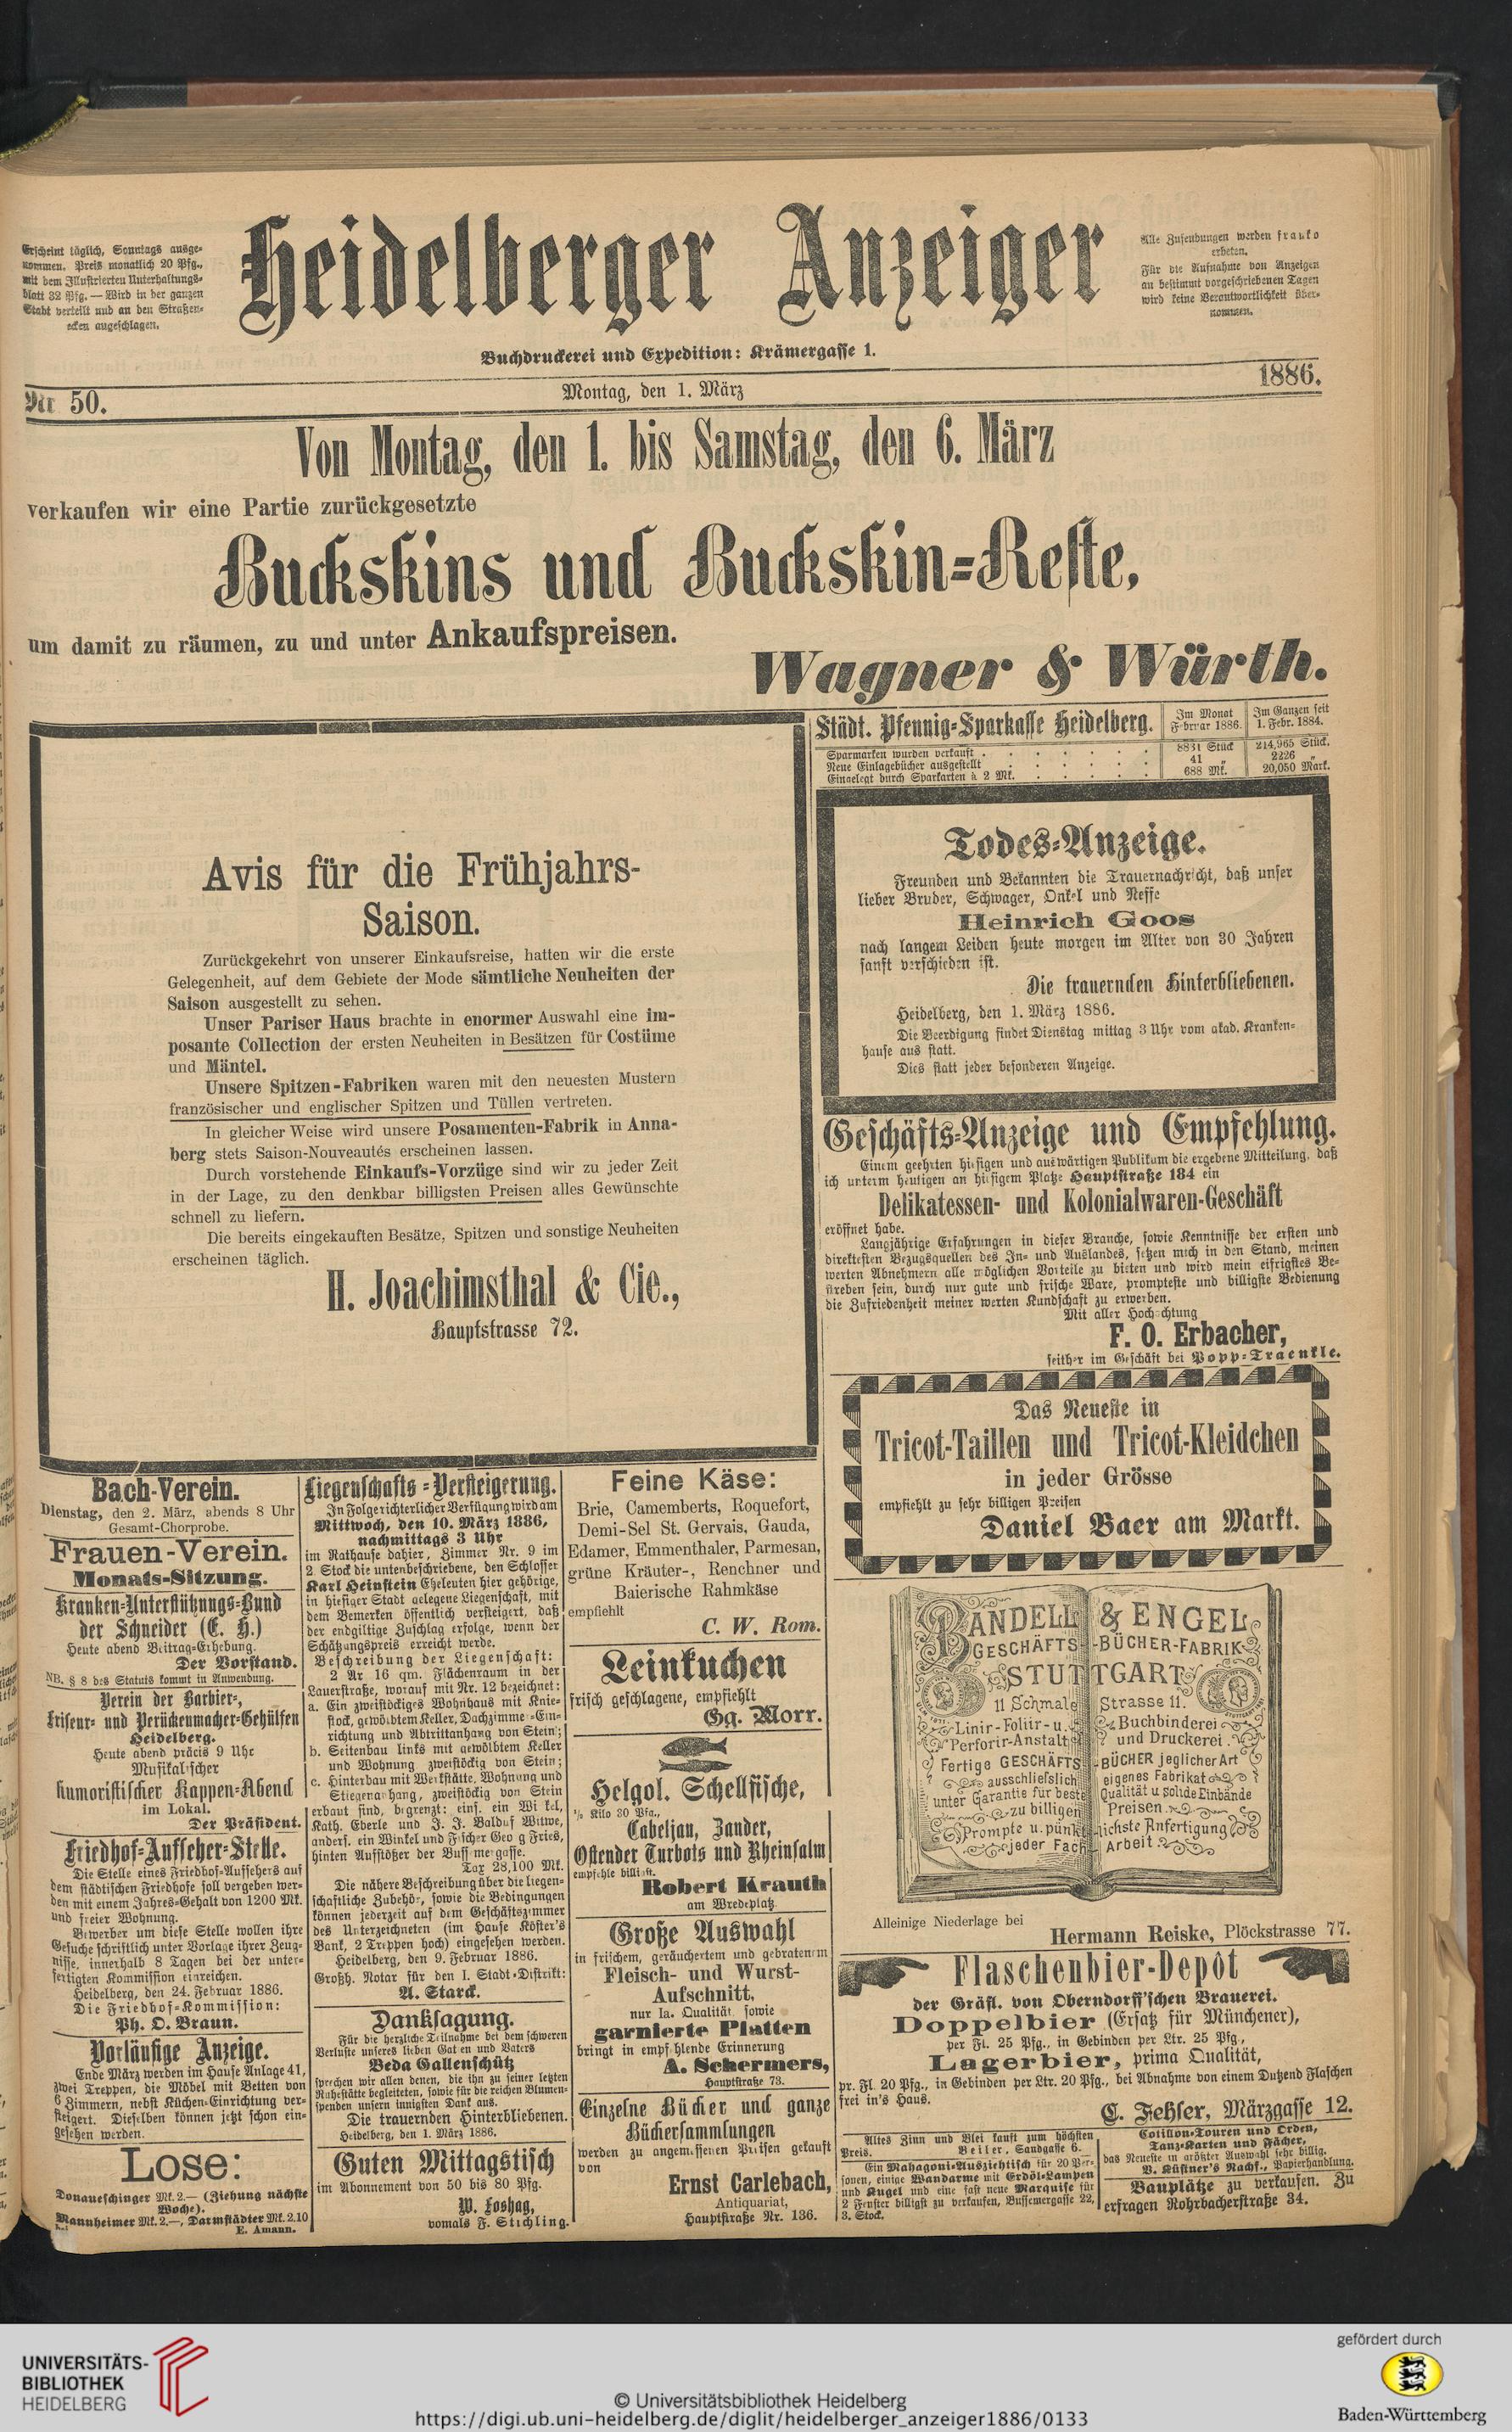 Erscheint täglich, Sonntags ausge-
nommen. Preis monatlich 20 Pfg.,
mit dem Illustrierten Unterhaltungs-
blatt 32 Pfg. — Wird in der ganzen
Stadt verteilt und an den Straßen-
ecken angeschlagen.
Heidelberger Anzeiger
Alle Zusendungen werden franko
erbeten.
Für die Aufnahme von Anzeigen
an bestimmt vorgeschriebenen Tagen
wird keine Verantwortlichkeit über-
nommen.
Buchdruckerei und Expedition: Krämergasse 1.
Nr 50.
Montag, den 1. März
1886.
Von Montag, den 1. bis Samstag, den 6. März
verkaufen wir eine Partie zurückgesetzte
Buckskins und Buckskin-Reste,
um damit zu räumen, zu und unter Ankaufspreisen.
Wagner & Würth.
Avis für die Frühjahrs-
Saison.
Zurückgekehrt von unserer Einkaufsreise, hatten wir die erste
Gelegenheit, auf dem Gebiete der Mode sämtliche Neuheiten der
Saison ausgestellt zu sehen.
Unser Pariser Haus brachte in enormer Auswahl eine im-
posante Collection der ersten Neuheiten in Besätzen für Costüme
und Mäntel.
Unsere Spitzen-Fabriken waren mit den neuesten Mustern
französischer und englischer Spitzen und Tüllen vertreten.
In gleicher Weise wird unsere Posamenten-Fabrik in Anna-
berg stets Saison-Nouveautés erscheinen lassen.
Durch vorstehende Einkaufs-Vorzüge sind wir zu jeder Zeit
in der Lage, zu den denkbar billigsten Preisen alles Gewünschte
schnell zu liefern.
Die bereits eingekauften Besätze, Spitzen und sonstige Neuheiten
erscheinen täglich.
H. Joachimsthal & Cie.,
Hauptstrasse 72.
Städt. Pfennig-Sparkasse Heidelberg.
Im Monat Februar 1886.
Im Ganzen seit 1. Febr. 1884.
Sparmarken wurden verkauft . . . . . . 8831 Stück 214,965 Stück.
Neue Einlagebücher ausgestellt . . . . . 41 „ 2226 „
Eingelegt durch Sparkarten à 2 Mk. . . . . . 688 Mk. 20,050 Mark.
Todes-Anzeige.
Freunden und Bekannten die Trauernachricht, daß unser
lieber Bruder, Schwager, Onkel und Neffe
Heinrich Goos
nach langem Leiden heute morgen im Alter von 30 Jahren
sanft verschieden ist.
Die trauernden Hinterbliebenen.
Heidelberg, den 1. März 1886.
Die Beerdigung findet Dienstag mittag 3 Uhr vom akad. Kranken-
hause aus statt.
Dies statt jeder besonderen Anzeige.
Geschäfts-Anzeige und Empfehlung.
Einem geehrten hiesigen und auswärtigen Publikum die ergebene Mitteilung, daß
ich unterm heutigen an hiesigem Platze Hauptstraße 184 ein
Delikatessen- und Kolonialwaren-Geschäft
eröffnet habe.
Langjährige Erfahrungen in dieser Branche, sowie Kenntnisse der ersten und
direktesten Bezugsquellen des In- und Auslandes, setzen mich in den Stand, meinen
werten Abnehmern alle möglichen Vorteile zu bieten und wird mein eifrigstes Be-
streben sein, durch nur gute und frische Ware, prompteste und billigste Bedienung
die Zufriedenheit meiner werten Kundschaft zu erwerben.
Mit aller Hochachtung
F. O. Erbacher,
seither im Geschäft bei Popp-Traenkle.
Das Neueste in
Tricot-Taillen und Tricot-Kleidchen
in jeder Grösse
empfiehlt zu sehr billigen Preisen
Daniel Baer am Markt.
BANDELL & ENGEL
GESCHÄFTS-BÜCHER-FABRIK
STUTTGART
11 Schmale Strasse 11.
Linir-Foliir-u. Perforir-Anstalt
Buchbinderei und Druckerei.
Fertige GESCHÄFTS-BÜCHER jeglicher Art
ausschliefslich eigenes Fabrikat
unter Garantie für beste Qualität u solide Einbände
zu billigen Preisen.
Prompte u. pünktlichste Anfertigung
jeder Fach Arbeit
Alleinige Niederlage bei
Hermann Reiske, Plöckstrasse 77.
Flaschenbier-Depôt
der Gräfl. von Oberndorff'schen Brauerei.
Doppelbier (Ersatz für Münchener),
per Fl. 25 Pfg., in Gebinden per Ltr. 25 Pfg.,
Lagerbier, prima Qualität,
pr. Fl. 20 Pfg., in Gebinden per Ltr. 20 Pfg., bei Abnahme von einem Dutzend Flaschen
frei in's Haus.
C. Fehser, Märzgasse 12.
Altes Zinn und Blei kauft zum höchsten
Preis. Beiler, Sandgasse 6.
Ein Mahagoni-Ausziehtisch für 20 Per-
sonen, einige Wandarme mit Erdöl-Lampen
und Kugel und eine fast neue Marquise für
2 Fenster billigst zu verkaufen, Bussemergasse 22,
3. Stock.
Cotillon-Touren und Orden,
Tanz-Karten und Fächer,
das Neueste in größter Auswahl sehr billig.
B. Küstner's Nachf., Papierhandlung.
Bauplätze zu verkaufen. Zu
erfragen Rohrbacherstraße 34.
Bach-Verein.
Dienstag, den 2. März, abends 8 Uhr
Gesamt-Chorprobe.
Frauen-Verein.
Monats-Sitzung.
Kranken-Unterstützungs-Bund
der Schneider (E. H.)
Heute abend Beitrag-Erhebung.
Der Vorstand.
NB. § 8 des Statuts kommt in Anwendung.
Verein der Barbier-,
Friseur- und Perückenmacher-Gehülfen
Heidelberg.
Heute abend präcis 9 Uhr
Musikalischer
humoristischer Kappen-Abend
im Lokal.
Der Präsident.
Friedhof-Aufseher-Stelle.
Die Stelle eines Friedhof-Aufsehers auf
dem städtischen Friedhofe soll vergeben wer-
den mit einem Jahres-Gehalt von 1200 Mk.
und freier Wohnung.
Bewerber um diese Stelle wollen ihre
Gesuche schriftlich unter Vorlage ihrer Zeug-
nisse, innerhalb 8 Tagen bei der unter-
fertigten Kommission einreichen.
Heidelberg, den 24. Februar 1886.
Die Friedhof-Kommission:
Ph. O. Braun.
Vorläufige Anzeige.
Ende März werden im Hause Anlage 41,
zwei Treppen, die Möbel mit Betten von
6 Zimmern, nebst Küchen-Einrichtung ver-
steigert. Dieselben können jetzt schon ein-
gesehen werden.
Lose:
Donaueschinger Mk. 2.— (Ziehung nächste
Woche).
Mannheimer Mk. 2.—, Darmstädter Mk. 2.10
bei E. Amann.
Liegenschafts-Versteigerung.
In Folge richterlicher Verfügung wird am
Mittwoch, den 10. März 1886,
nachmittags 3 Uhr
im Rathause dahier, Zimmer Nr. 9 im
2 Stock die untenbeschriebene, den Schlosser
Karl Heinstein Eheleuten hier gehörige,
in hiesiger Stadt gelegene Liegenschaft, mit
dem Bemerken öffentlich versteigert, daß
der endgiltige Zuschlag erfolge, wenn der
Schätzungspreis erreicht werde.
Beschreibung der Liegenschaft:
2 Ar 16 qm. Flächenraum in der
Lauerstraße, worauf mit Nr. 12 bezeichnet:
a. Ein zweistöckiges Wohnhaus mit Knie-
stock, gewölbtem Keller, Dachzimmer-Ein-
richtung und Abtrittanhang von Stein;
b. Seitenbau links mit gewölbtem Keller
und Wohnung zweistöckig von Stein;
c. Hinterbau mit Werkstätte, Wohnung und
Stiegenanhang, zweistöckig von Stein
erbaut sind, begrenzt: eins. ein Winkel,
Kath. Eberle und J. J. Balduf Witwe,
anders. ein Winkel und Fischer Georg Fries,
hinten Aufstößer der Bussemergasse.
Tax 28,100 Mk.
Die nähere Beschreibung über die liegen-
schaftliche Zubehör, sowie die Bedingungen
können jederzeit auf dem Geschäftszimmer
des Unterzeichneten (im Hause Köster's
Bank, 2 Treppen hoch) eingesehen werden.
Heidelberg, den 9. Februar 1886.
Großh. Notar für den I. Stadt-Distrikt:
A. Starck.
Danksagung.
Für die herzliche Teilnahme bei dem schweren
Verluste unseres lieben Gatten und Vaters
Beda Gallenschütz
sprechen wir allen denen, die ihn zu seiner letzten
Ruhestätte begleiteten, sowie für die reichen Blumen-
spenden unsern innigsten Dank aus.
Die trauernden Hinterbliebenen.
Heidelberg, den 1. März 1886.
Guten Mittagstisch
im Abonnement von 50 bis 80 Pfg.
W. Loshag,
vomals F. Stichling.
Feine Käse:
Brie, Camemberts, Roquefort,
Demi-Sel St. Gervais, Gauda,
Edamer, Emmenthaler, Parmesan,
grüne Kräuter-, Renchner und
Baierische Rahmkäse
empfiehlt
C. W. Rom.
Leinkuchen
frisch geschlagene, empfiehlt
Gg. Morr.
Helgol. Schellfische,
½ Kilo 30 Pfg.,
Cabeljau, Zander,
Ostender Turbots und Rheinsalm
empfehle billigst.
Robert Krauth
am Wredeplatz.
Große Auswahl
in frischem, geräuchertem und gebratenem
Fleisch- und Wurst-
Aufschnitt,
nur Ia. Qualität, sowie
garnierte Platten
bringt in empfehlende Erinnerung
A. Schermers,
Hauptstraße 73.
Einzelne Bücher und ganze
Büchersammlungen
werden zu angemessenen Preisen gekauft
von
Ernst Carlebach,
Antiquariat,
Hauptstraße Nr. 136.
UNIVERSITÄTS-
BIBLIOTHEK
HEIDELBERG
© Universitätsbibliothek Heidelberg
https://digi.ub.uni-heidelberg.de/diglit/heidelberger_anzeiger1886/0133
gefördert durch
Baden-Württemberg